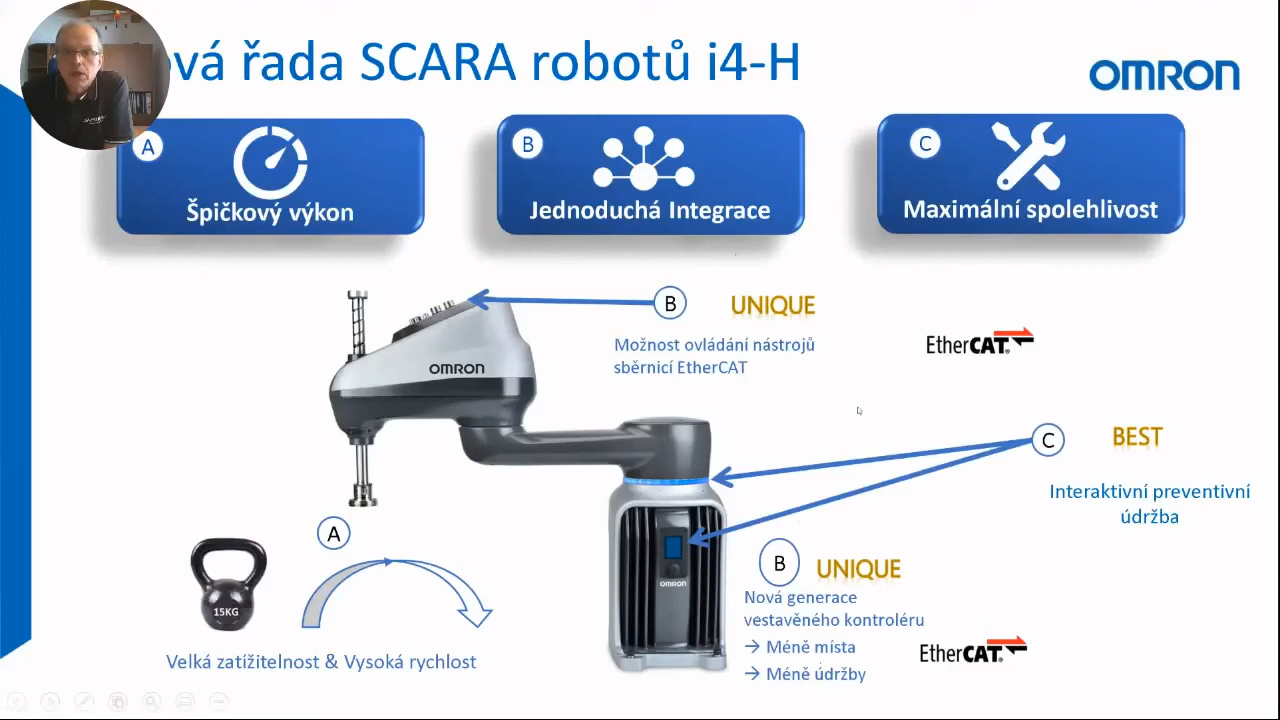 vá řada SCARA robotů i4-H
OMRON
A
Špičkový výkon
B
Jednoduchá Integrace
C
Maximální spolehlivost
B
UNIQUE
Možnost ovládání nástrojů
sběrnicí EtherCAT
EtherCAT
OMRON
C
BEST
Interaktivní preventivní
údržba
A
15KG
Velká zatížitelnost & Vysoká rychlost
OMRON
B
UNIQUE
Nová generace
vestavěného kontroléru
→ Méně místa
→ Méně údržby
EtherCAT